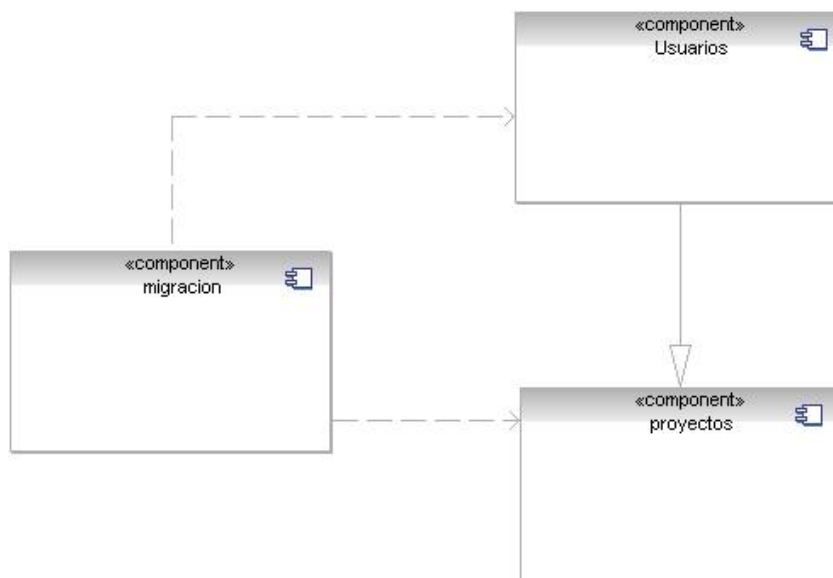 «component»
Usuarios
«component»
migracion
«component»
proyectos